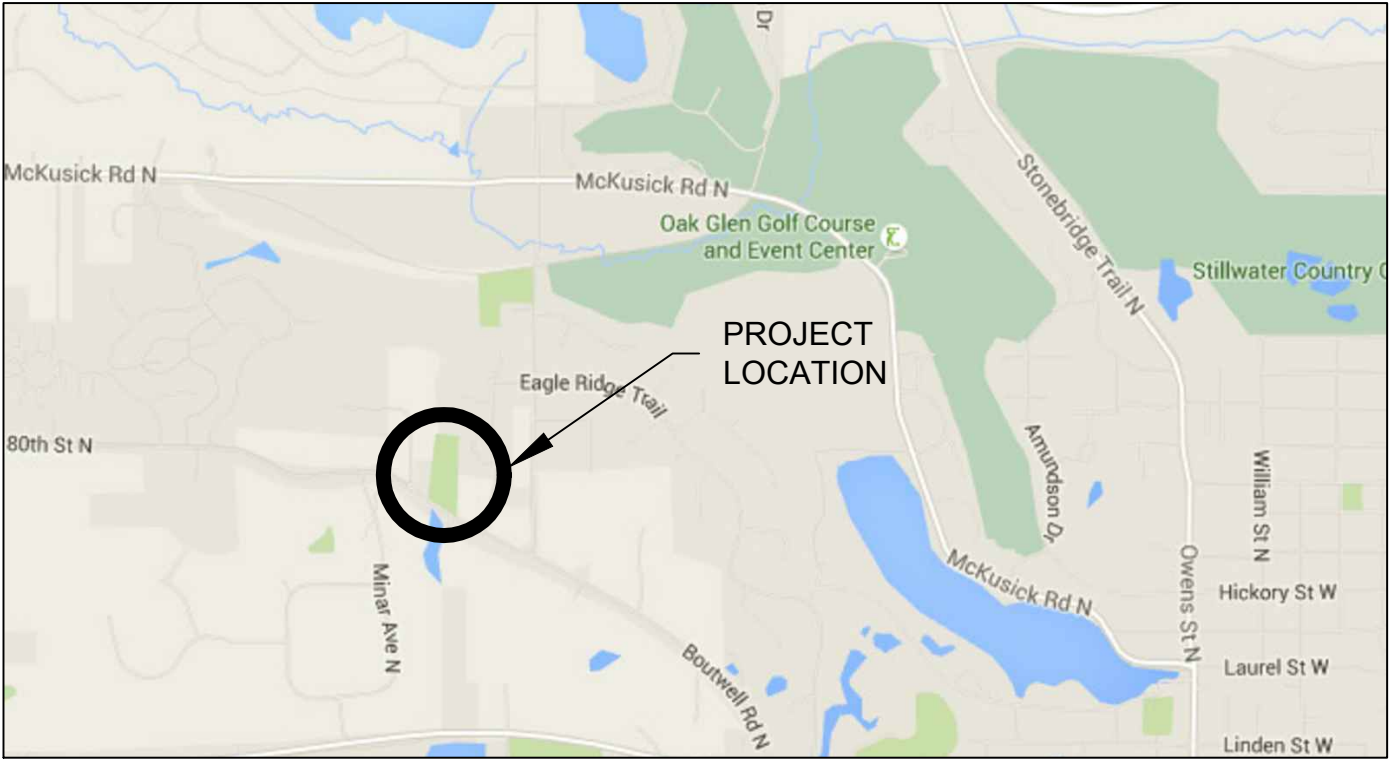 Dr
McKusick Rd N
McKusick Rd N
Oak Glen Golf Course
and Event Center
Stonebridge Trail N
Stillwater Country C
PROJECT
LOCATION
Eagle Ridge Trail
80th St N
Amundson Dr
William St N
Minar Ave N
McKusick Rd N
Owens St N
Hickory St W
Boutwell Rd N
Laurel St W
Linden St W